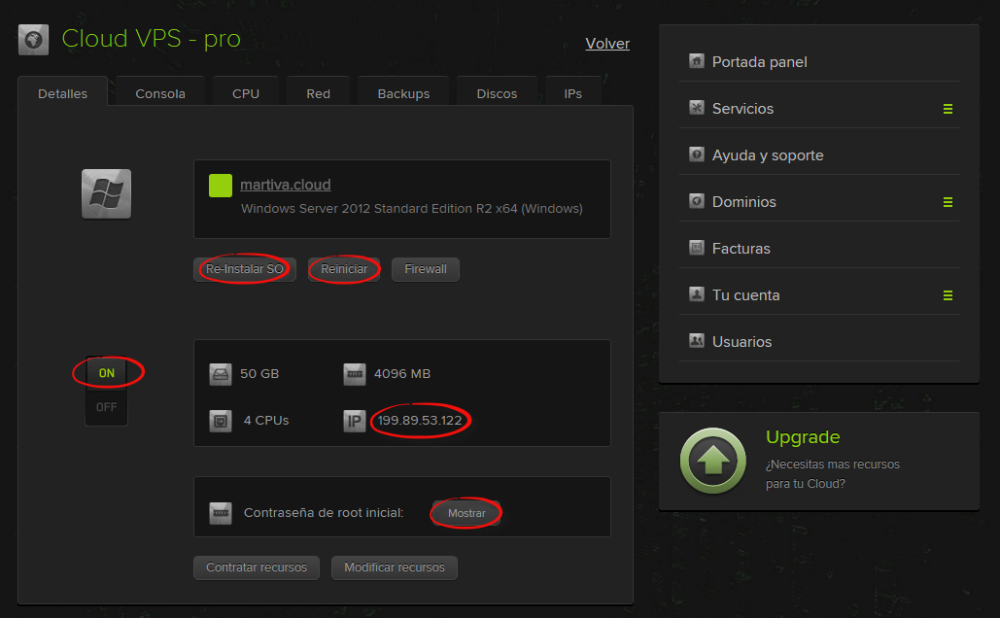 Cloud VPS - pro
Volver
Detalles
Consola
CPU
Red
Backups
Discos
IPs
martiva.cloud
Windows Server 2012 Standard Edition R2 x64 (Windows)
Re-Instalar SO
Reiniciar
Firewall
ON
OFF
50 GB
4096 MB
4 CPUs
IP
199.89.53.122
Contraseña de root inicial:
Mostrar
Contratar recursos
Modificar recursos
Portada panel
Servicios
Ayuda y soporte
Dominios
Facturas
Tu cuenta
Usuarios
Upgrade
¿Necesitas mas recursos
para tu Cloud?